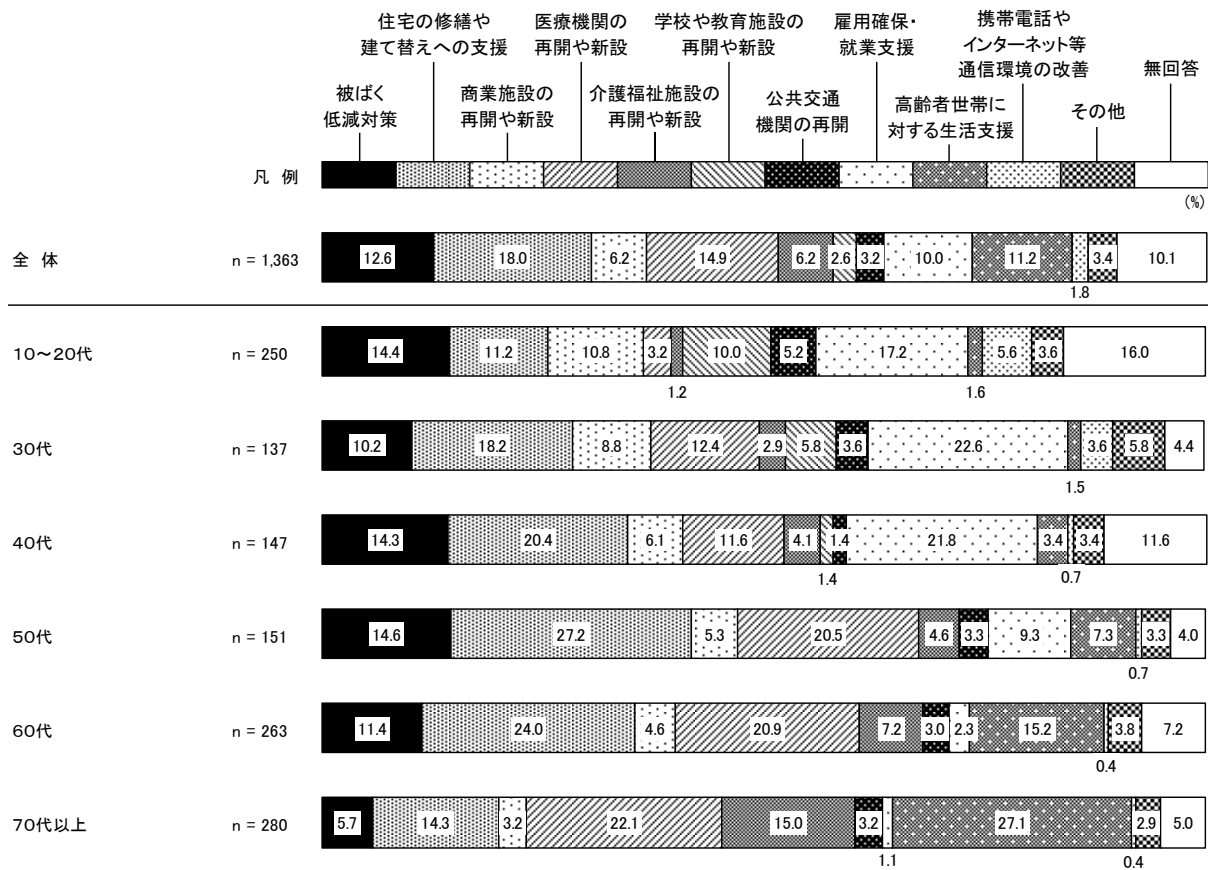 住宅の修繕や
建て替えへの支援
医療機関の
再開や新設
学校や教育施設の
再開や新設
雇用確保・
就業支援
携帯電話や
インターネット等
通信環境の改善
無回答
被ばく
低減対策
商業施設の
再開や新設
介護福祉施設の
再開や新設
公共交通
機関の再開
高齢者世帯に
対する生活支援
その他
凡 例
(%)
全 体 n = 1,363 12.6 18.0 6.2 14.9 6.2 2.6 3.2 10.0 11.2 3.4 10.1
1.8
10~20代 n = 250 14.4 11.2 10.8 3.2 10.0 5.2 17.2 5.6 3.6 16.0
1.2 1.6
30代 n = 137 10.2 18.2 8.8 12.4 2.9 5.8 3.6 22.6 3.6 5.8 4.4
1.5
40代 n = 147 14.3 20.4 6.1 11.6 4.1 1.4 21.8 3.4 3.4 11.6
1.4 0.7
50代 n = 151 14.6 27.2 5.3 20.5 4.6 3.3 9.3 7.3 3.3 4.0
0.7
60代 n = 263 11.4 24.0 4.6 20.9 7.2 3.0 2.3 15.2 3.8 7.2
0.4
70代以上 n = 280 5.7 14.3 3.2 22.1 15.0 3.2 27.1 2.9 5.0
1.1 0.4